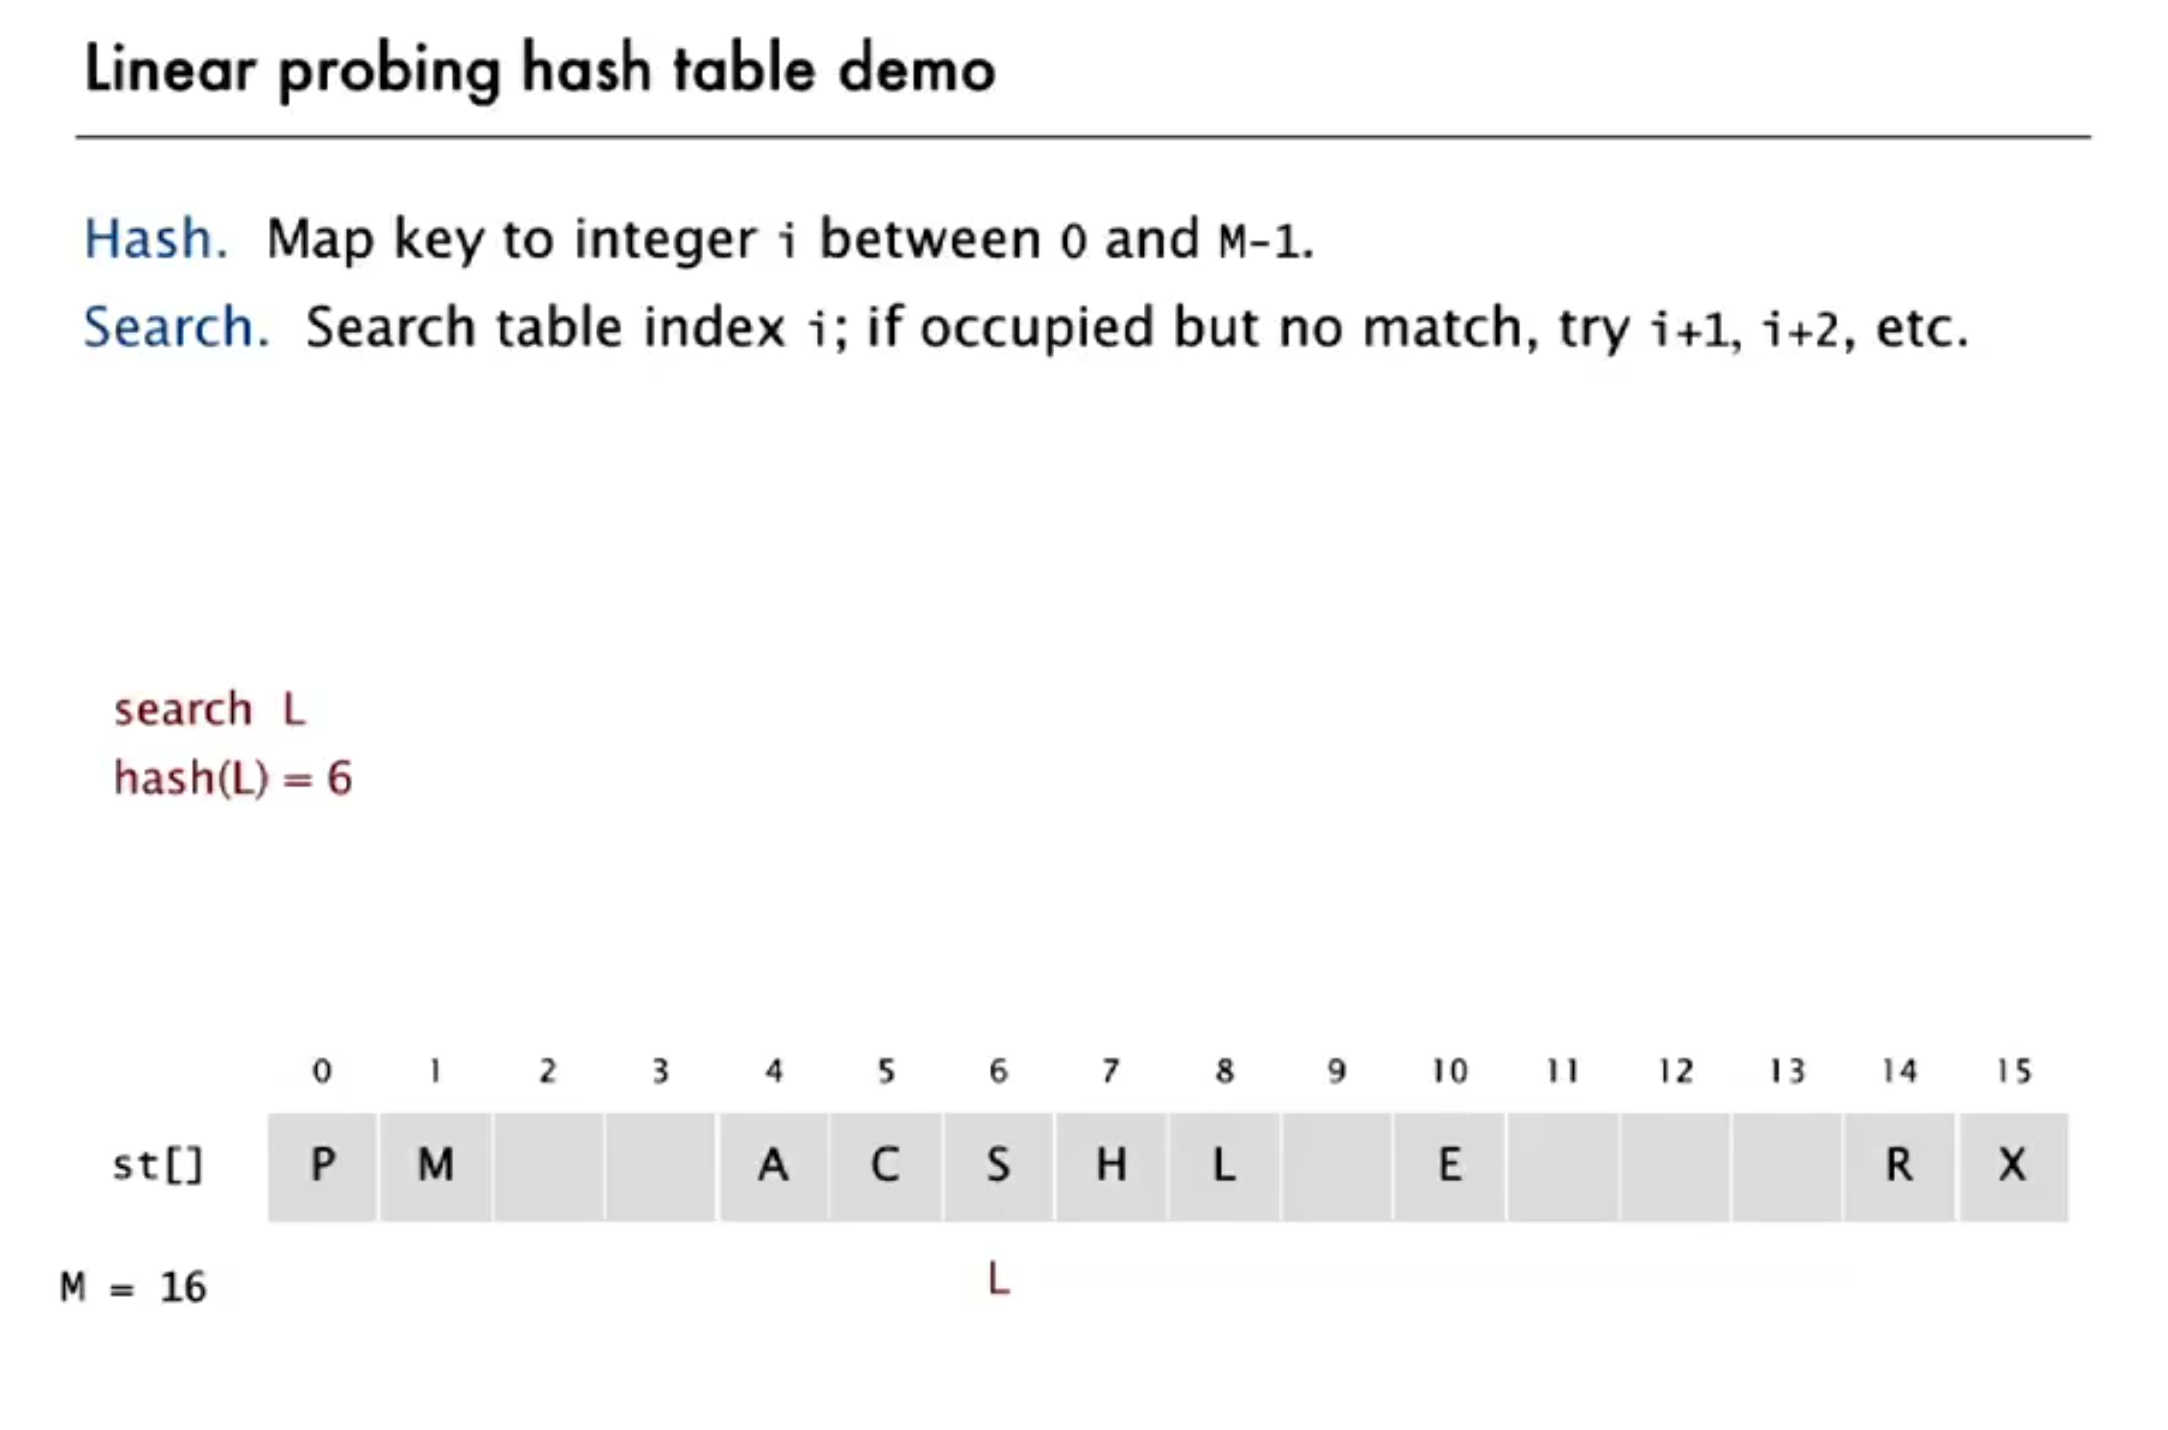 Linear probing hash table demo
Hash. Map key to integer i between 0 and M-1.
Search. Search table index i; if occupied but no match, try i+1, i+2, etc.
search L
hash(L) = 6
0 1 2 3 4 5 6 7 8 9 10 11 12 13 14 15
st[] P M A C S H L E R X
M = 16 L